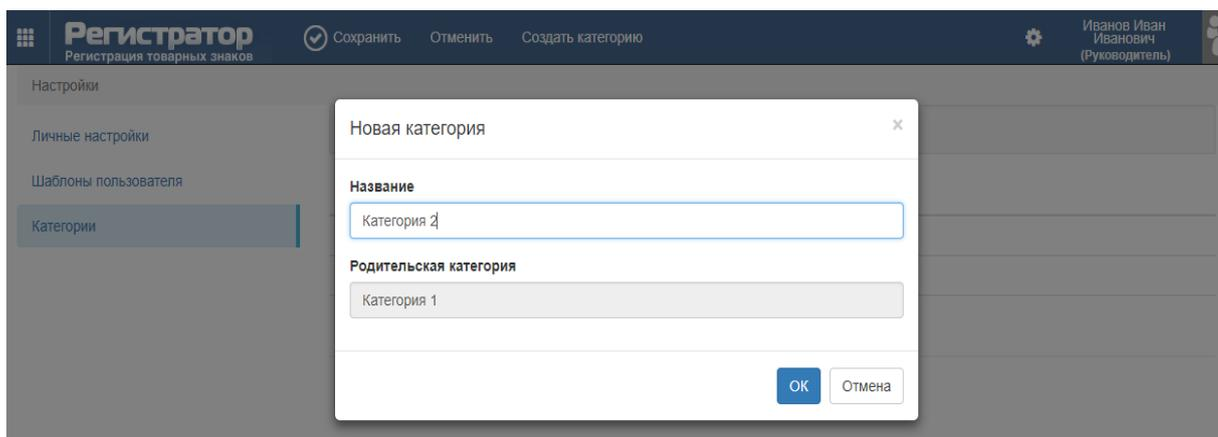 Регистратор
Регистрация товарных знаков
Сохранить Отменить Создать категорию
Иванов Иван
Иванович
(Руководитель)
Настройки
Личные настройки
Шаблоны пользователя
Категории
Новая категория
×
Название
Категория 2
Родительская категория
Категория 1
ОК Отмена